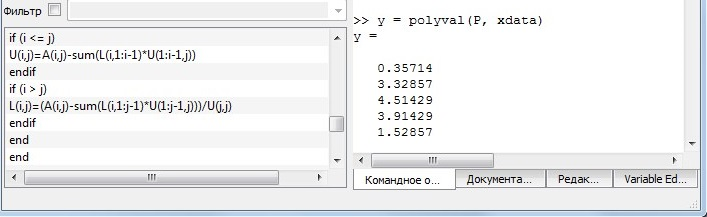 Фильтр
if (i <= j)
U(i,j)=A(i,j)-sum(L(i,1:i-1)*U(1:i-1,j))
endif
if (i > j)
L(i,j)=(A(i,j)-sum(L(i,1:j-1)*U(1:j-1,j)))/U(j,j)
endif
end
end
>> y = polyval(P, xdata)
y =
0.35714
3.32857
4.51429
3.91429
1.52857
Командное о...
Документа...
Редак...
Variable Ed...